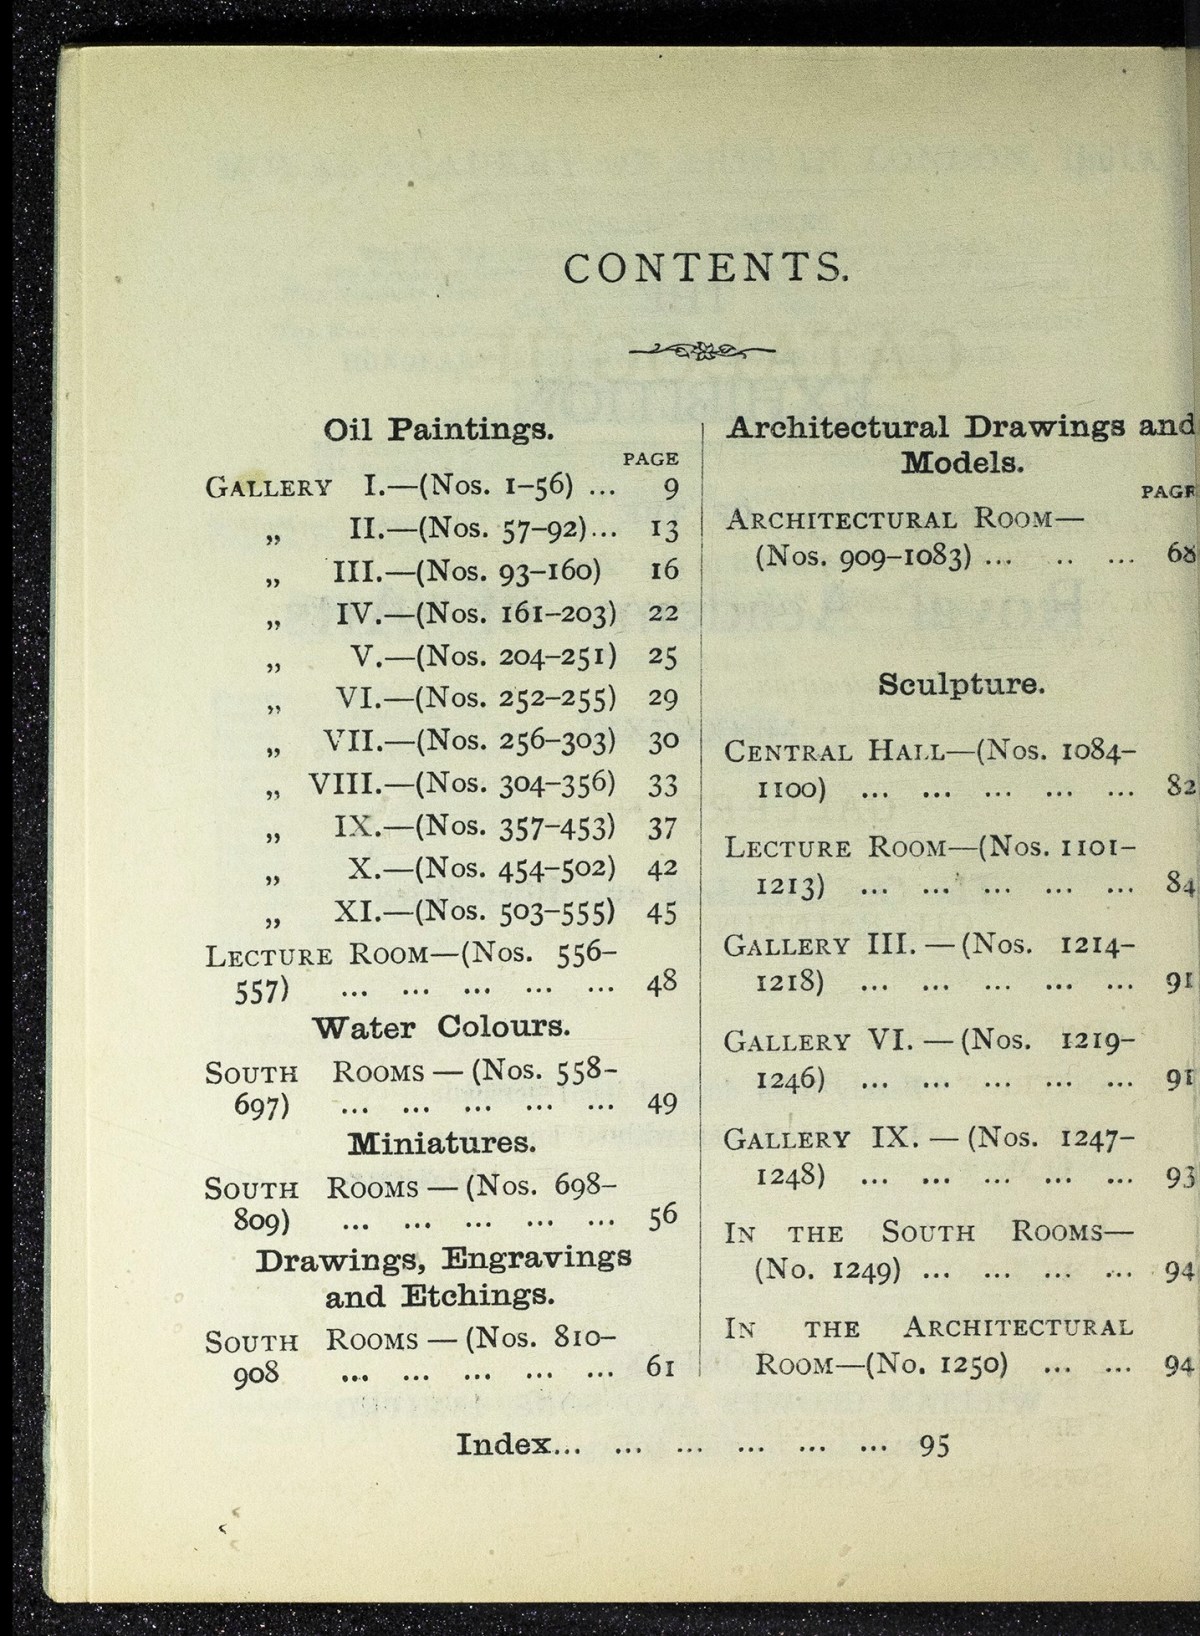 CONTENTS.
Oil Paintings.
PAGE
GALLERY I.—(Nos. 1–56) ... 9
„ II.—(Nos. 57–92)... 13
„ III.—(Nos. 93–160) 16
„ IV.—(Nos. 161–203) 22
„ V.—(Nos. 204–251) 25
„ VI.—(Nos. 252–255) 29
„ VII.—(Nos. 256–303) 30
„ VIII.—(Nos. 304–356) 33
„ IX.—(Nos. 357–453) 37
„ X.—(Nos. 454–502) 42
„ XI.—(Nos. 503–555) 45
LECTURE ROOM—(Nos. 556–
557) ... ... ... ... ... 48
Water Colours.
SOUTH ROOMS — (Nos. 558–
697) ... ... ... ... ... 49
Miniatures.
SOUTH ROOMS — (Nos. 698–
809) ... ... ... ... ... 56
Drawings, Engravings
and Etchings.
SOUTH ROOMS — (Nos. 810–
908 ... ... ... ... ... 61
Architectural Drawings and
Models.
PAGE
ARCHITECTURAL ROOM—
(Nos. 909–1083) ... .. ... 68
Sculpture.
CENTRAL HALL—(Nos. 1084–
1100) ... ... ... ... ... 82
LECTURE ROOM—(Nos. 1101–
1213) ... ... ... ... ... 84
GALLERY III. — (Nos. 1214–
1218) ... ... ... ... ... 91
GALLERY VI. — (Nos. 1219–
1246) ... ... ... ... ... 91
GALLERY IX. — (Nos. 1247–
1248) ... ... ... ... ... 93
IN THE SOUTH ROOMS—
(No. 1249) ... ... ... ... 94
IN THE ARCHITECTURAL
ROOM—(No. 1250) ... ... 94
Index... ... ... ... ... ... 95